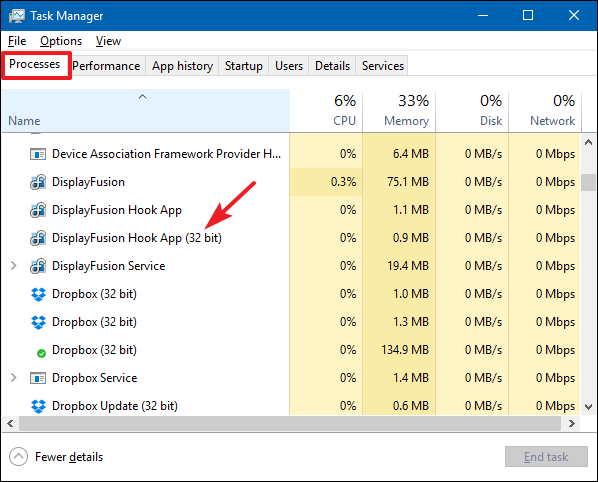 Task Manager
File Options View
Processes Performance App history Startup Users Details Services
6% 33% 0% 0%
Name CPU Memory Disk Network
Device Association Framework Provider H... 0% 6.4 MB 0 MB/s 0 Mbps
DisplayFusion 0.3% 75.1 MB 0 MB/s 0 Mbps
DisplayFusion Hook App 0% 1.1 MB 0 MB/s 0 Mbps
DisplayFusion Hook App (32 bit) 0% 0.9 MB 0 MB/s 0 Mbps
DisplayFusion Service 0% 19.4 MB 0 MB/s 0 Mbps
Dropbox (32 bit) 0% 1.0 MB 0 MB/s 0 Mbps
Dropbox (32 bit) 0% 1.3 MB 0 MB/s 0 Mbps
Dropbox (32 bit) 0% 134.9 MB 0 MB/s 0 Mbps
Dropbox Service 0% 1.4 MB 0 MB/s 0 Mbps
Dropbox Update (32 bit) 0% 0.6 MB 0 MB/s 0 Mbps
Fewer details End task